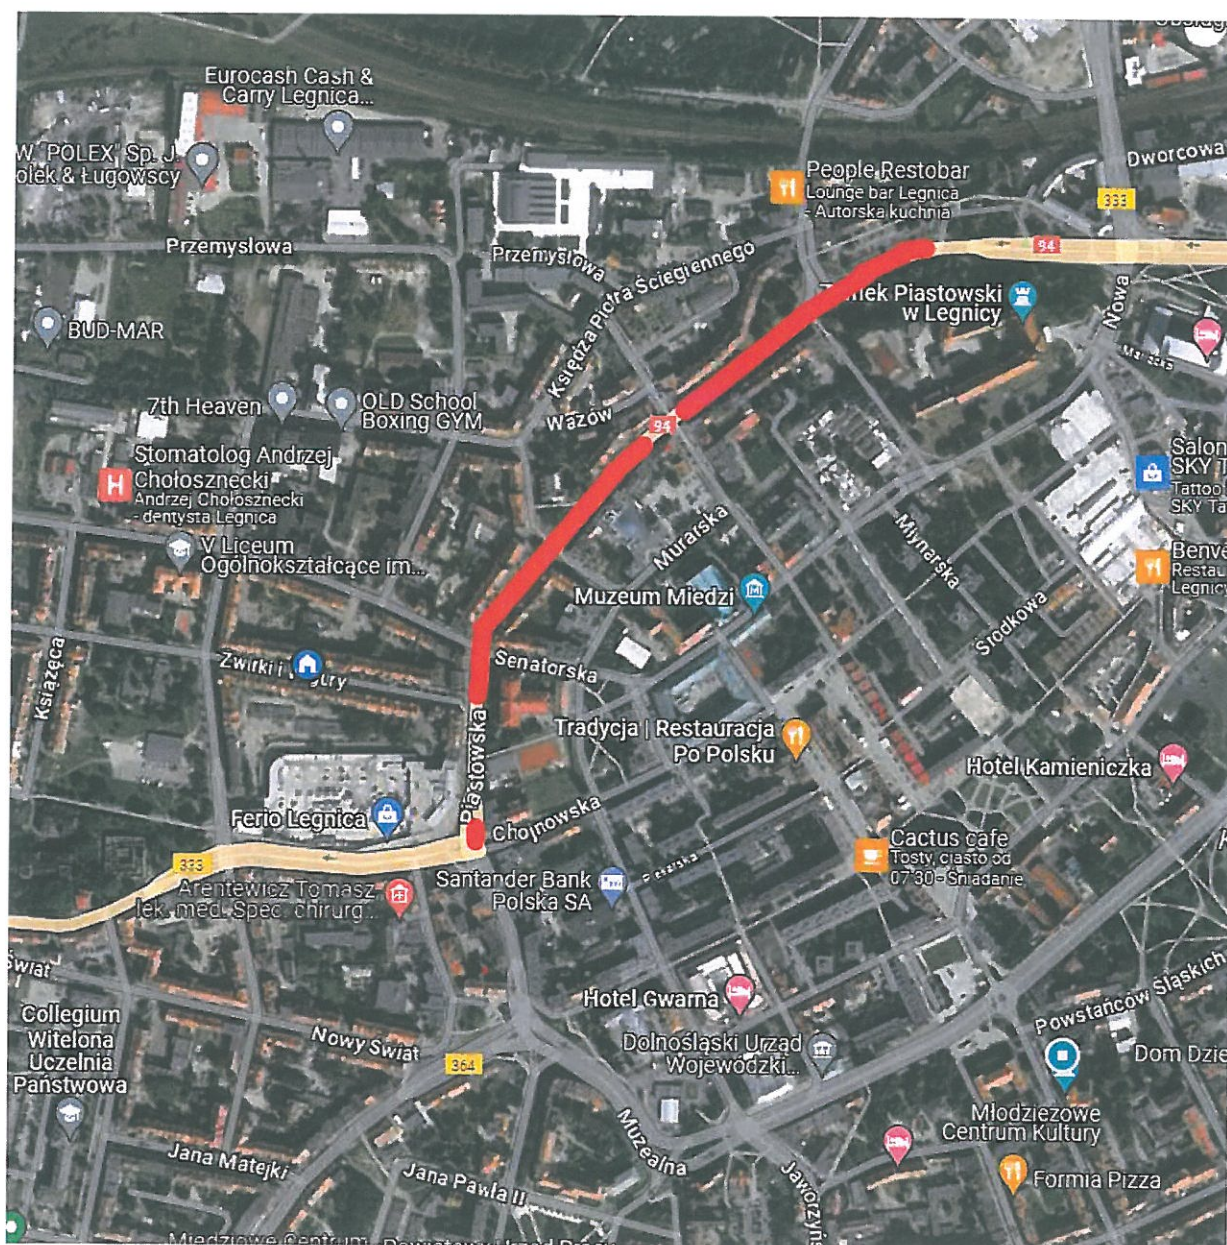 Eurocash Cash &
Carry Legnica...
W. "POLEX" Sp. J.
olek & Ługowscy
People Restobar
Lounge bar Legnica
- Autorska kuchnia
Dworcowa
333
Przemysłowa
Przemysłowa
Księdza Piotra Ściegiennego
94
Nowa
Zamek Piastowski
w Legnicy
BUD-MAR
7th Heaven
OLD School
Boxing GYM
Wazów
94
Stomatolog Andrzej
Chołosznecki
Andrzej Chołosznecki
- dentysta Legnica
Salon
SKY T
Tattoo
SKY Ta
Murarska
Młynarska
V Liceum
Ogólnokształcące im...
Muzeum Miedzi
Benve
Restau
Legnicy
Środkowa
Książęca
Senatorska
Piastowska
Tradycja | Restauracja
Po Polsku
Hotel Kamieniczka
Ferio Legnica
Chojnowska
333
Cactus cafe
Tosty, ciasto od
07:30 - Śniadanie
Piekarska
Arentewicz Tomasz
lek. med. Spec. chirurg...
Santander Bank
Polska SA
Świat
Hotel Gwarna
Powstańców Śląskich
Collegium
Witelona
Uczelnia
Państwowa
Nowy Świat
364
Dolnośląski Urząd
Wojewódzki...
Dom Dzie
Młodzieżowe
Centrum Kultury
Muzealna
Jana Matejki
Jana Pawła II
Jaworzyńs
Formia Pizza